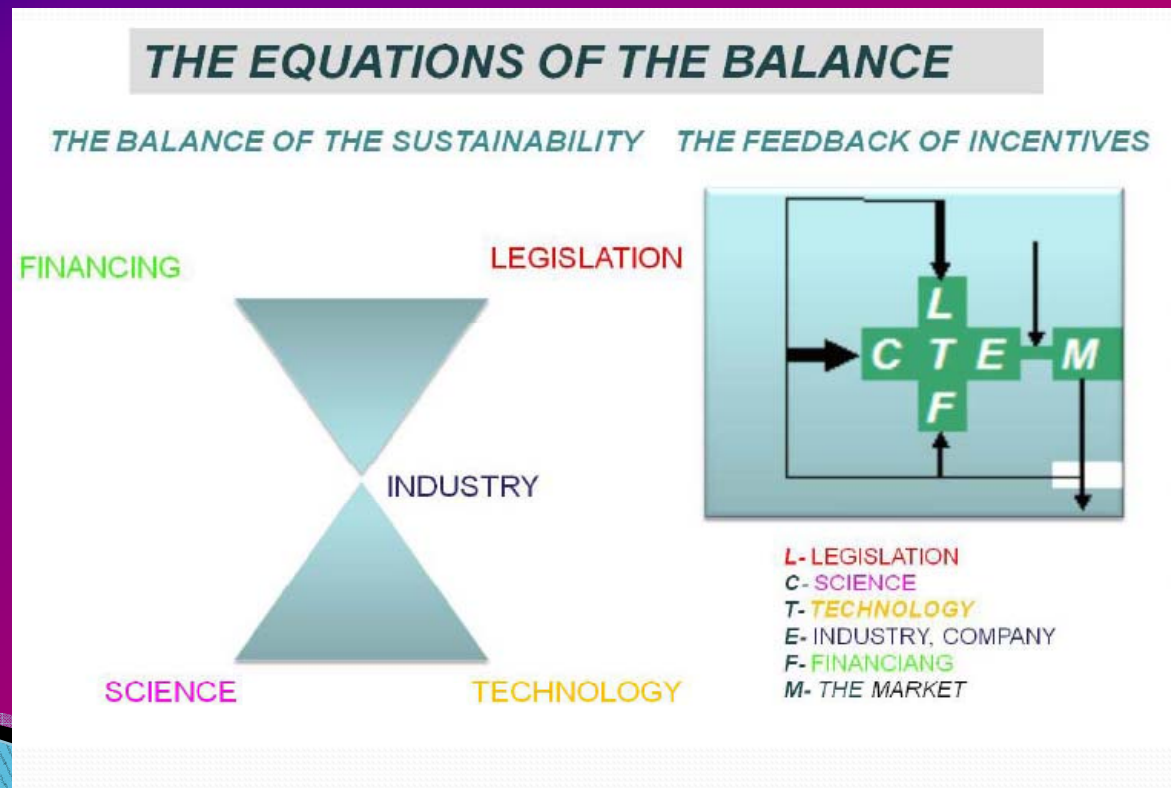 THE EQUATIONS OF THE BALANCE
THE BALANCE OF THE SUSTAINABILITY
THE FEEDBACK OF INCENTIVES
FINANCING
LEGISLATION
INDUSTRY
SCIENCE
TECHNOLOGY
L
C T E M
F
L- LEGISLATION
C- SCIENCE
T- TECHNOLOGY
E- INDUSTRY, COMPANY
F- FINANCIANG
M- THE MARKET